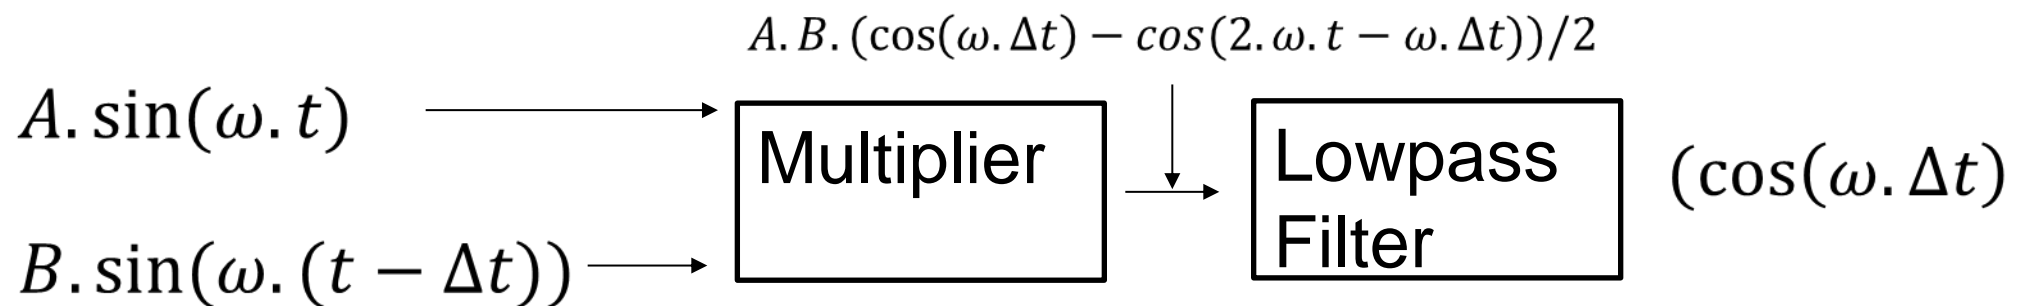 A.B.(cos(ω.Δt) − cos(2.ω.t − ω.Δt))/2
A.sin(ω.t)
Multiplier
Lowpass
Filter
(cos(ω.Δt)
B.sin(ω.(t − Δt))